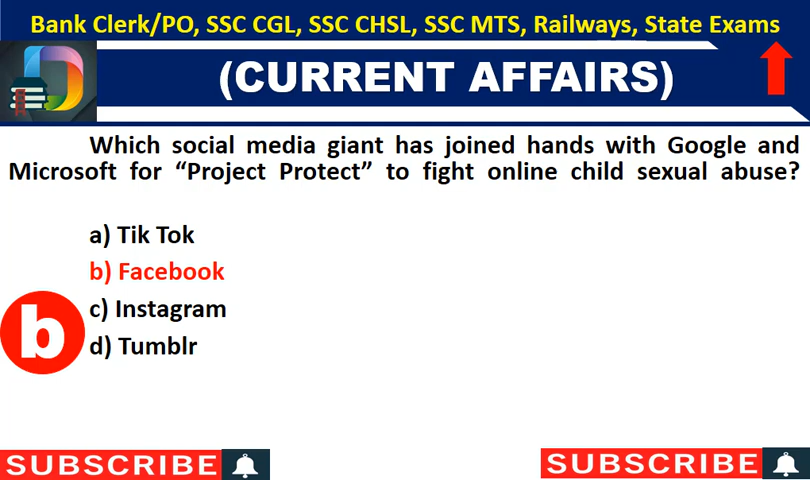 Bank Clerk/PO, SSC CGL, SSC CHSL, SSC MTS, Railways, State Exams
(CURRENT AFFAIRS)
Which social media giant has joined hands with Google and
Microsoft for “Project Protect” to fight online child sexual abuse?
a) Tik Tok
b) Facebook
c) Instagram
b
d) Tumblr
SUBSCRIBE
SUBSCRIBE